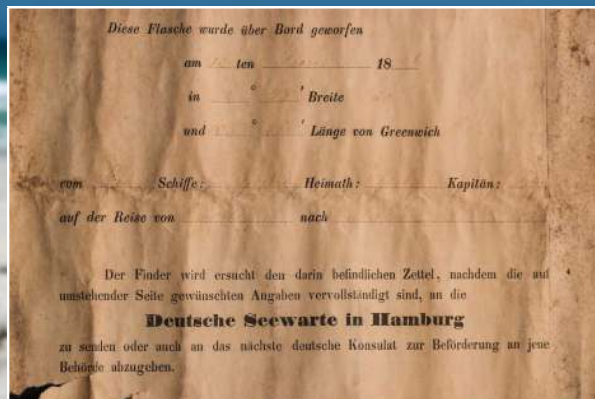 Diese Flasche wurde über Bord geworfen
am ten 18
in ° ' Breite
und ° ' Länge von Greenwich
vom Schiffe: Heimath: Kapitän:
auf der Reise von nach
Der Finder wird ersucht den darin befindlichen Zettel, nachdem die auf
umstehender Seite gewünschten Angaben vervollständigt sind, an die
Deutsche Seewarte in Hamburg
zu senden oder auch an das nächste deutsche Konsulat zur Beförderung an jene
Behörde abzugeben.